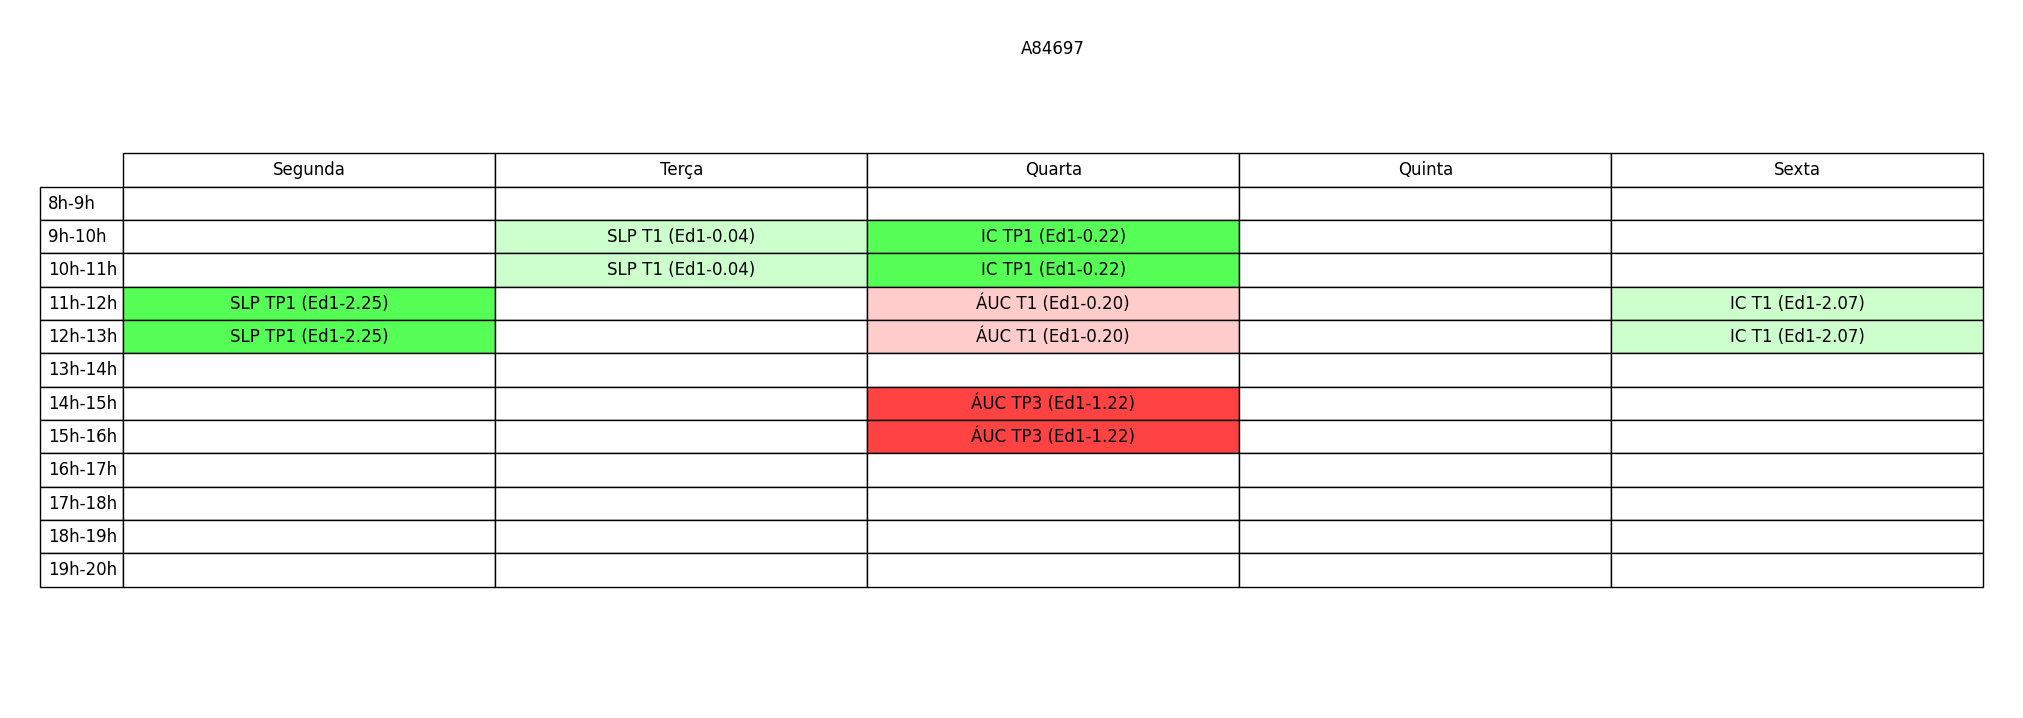 A84697
Segunda Terça Quarta Quinta Sexta
8h-9h
9h-10h SLP T1 (Ed1-0.04) IC TP1 (Ed1-0.22)
10h-11h SLP T1 (Ed1-0.04) IC TP1 (Ed1-0.22)
11h-12h SLP TP1 (Ed1-2.25) ÁUC T1 (Ed1-0.20) IC T1 (Ed1-2.07)
12h-13h SLP TP1 (Ed1-2.25) ÁUC T1 (Ed1-0.20) IC T1 (Ed1-2.07)
13h-14h
14h-15h ÁUC TP3 (Ed1-1.22)
15h-16h ÁUC TP3 (Ed1-1.22)
16h-17h
17h-18h
18h-19h
19h-20h